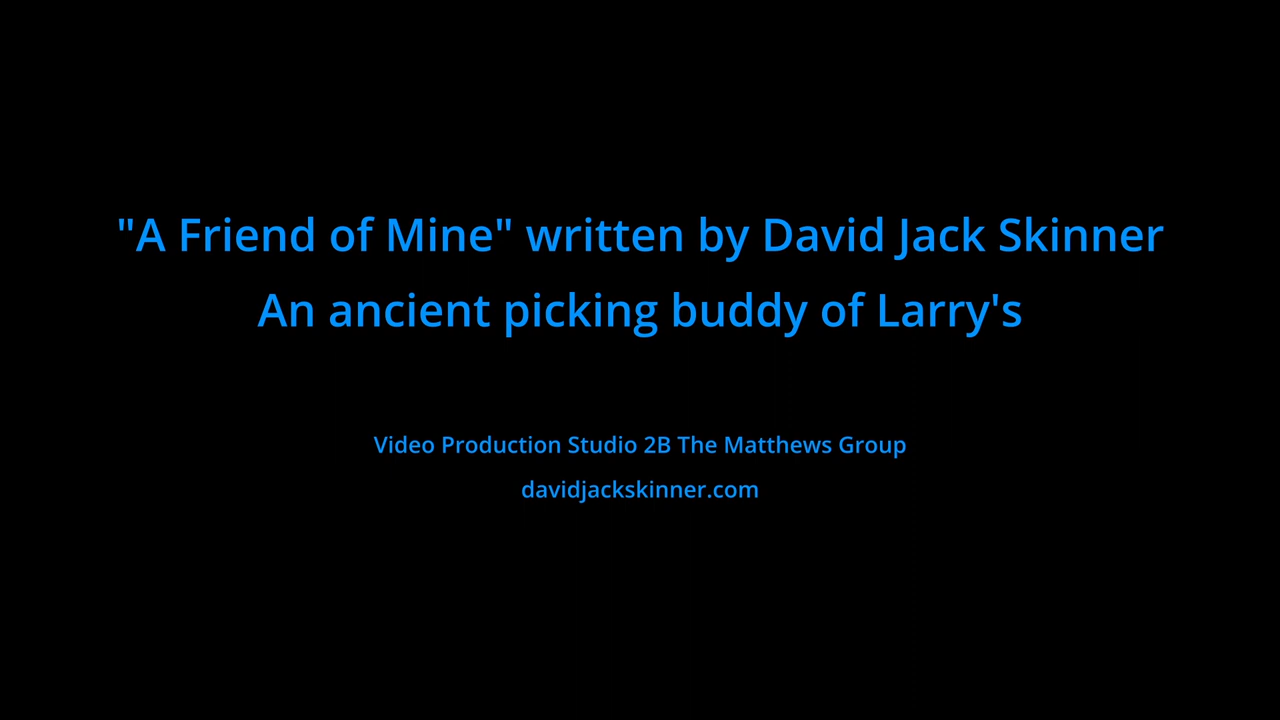 "A Friend of Mine" written by David Jack Skinner
An ancient picking buddy of Larry's
Video Production Studio 2B The Matthews Group
davidjackskinner.com